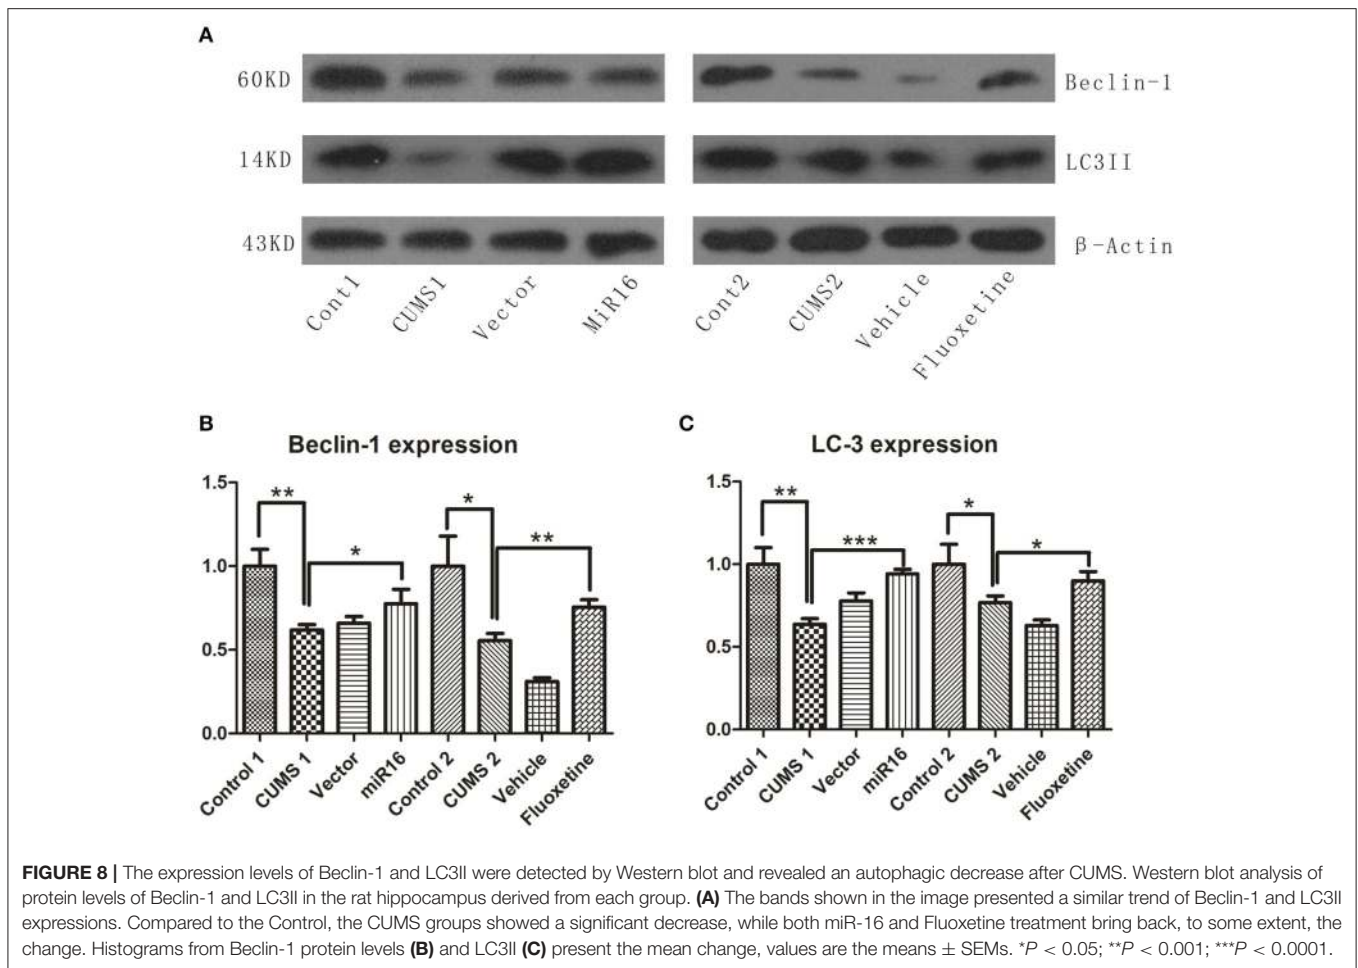 A
60KD
Beclin-1
14KD
LC3II
43KD
β-Actin
Cont1
CUMS1
Vector
MiR16
Cont2
CUMS2
Vehicle
Fluoxetine
B
Beclin-1 expression
1.5
1.0
0.5
0.0
**
*
*
**
Control 1
CUMS 1
Vector
miR16
Control 2
CUMS 2
Vehicle
Fluoxetine
C
LC-3 expression
1.5
1.0
0.5
0.0
**
***
*
*
Control 1
CUMS 1
Vector
miR16
Control 2
CUMS 2
Vehicle
Fluoxetine
FIGURE 8 | The expression levels of Beclin-1 and LC3II were detected by Western blot and revealed an autophagic decrease after CUMS. Western blot analysis of
protein levels of Beclin-1 and LC3II in the rat hippocampus derived from each group. (A) The bands shown in the image presented a similar trend of Beclin-1 and LC3II
expressions. Compared to the Control, the CUMS groups showed a significant decrease, while both miR-16 and Fluoxetine treatment bring back, to some extent, the
change. Histograms from Beclin-1 protein levels (B) and LC3II (C) present the mean change, values are the means ± SEMs. *P < 0.05; **P < 0.001; ***P < 0.0001.